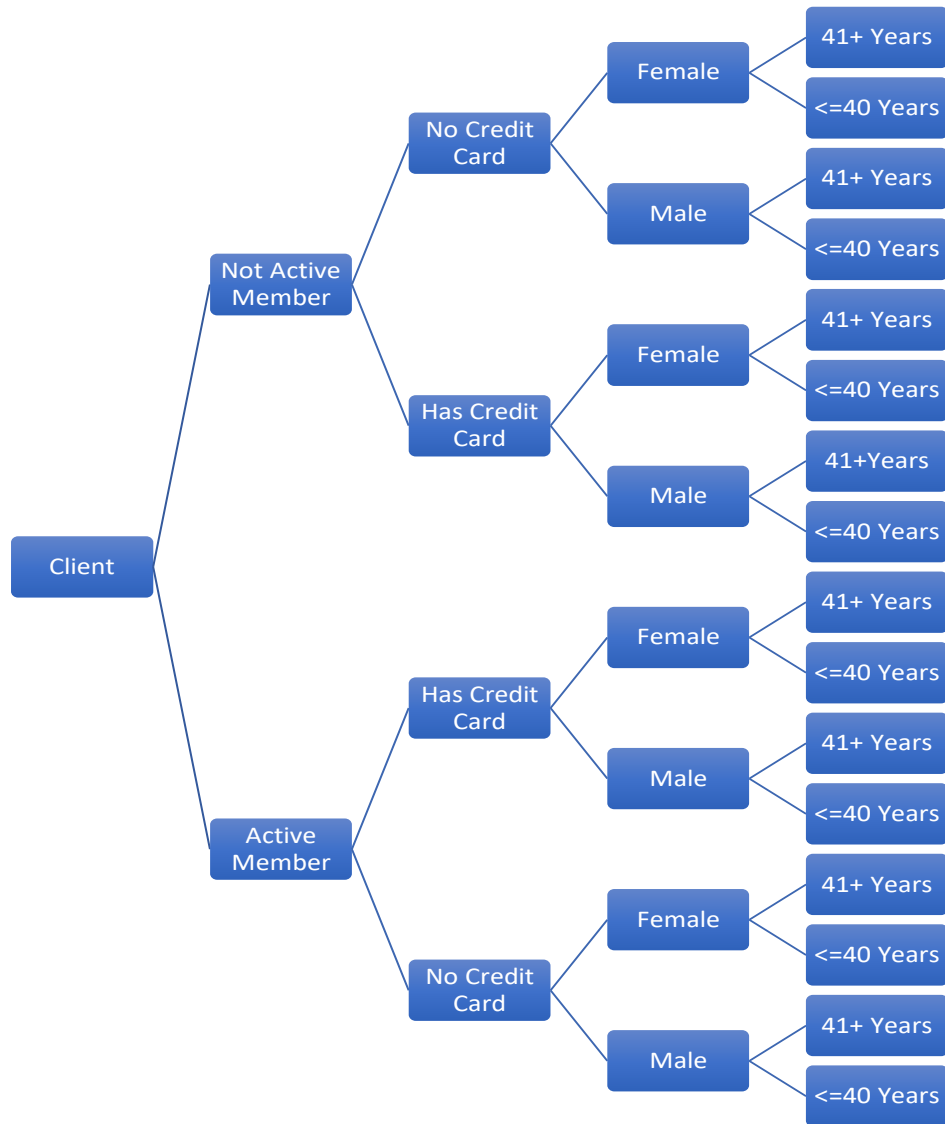 Client
Not Active
Member
Active
Member
No Credit
Card
Has Credit
Card
Has Credit
Card
No Credit
Card
Female
Male
Female
Male
Female
Male
Female
Male
41+ Years
<=40 Years
41+ Years
<=40 Years
41+ Years
<=40 Years
41+Years
<=40 Years
41+ Years
<=40 Years
41+ Years
<=40 Years
41+ Years
<=40 Years
41+ Years
<=40 Years